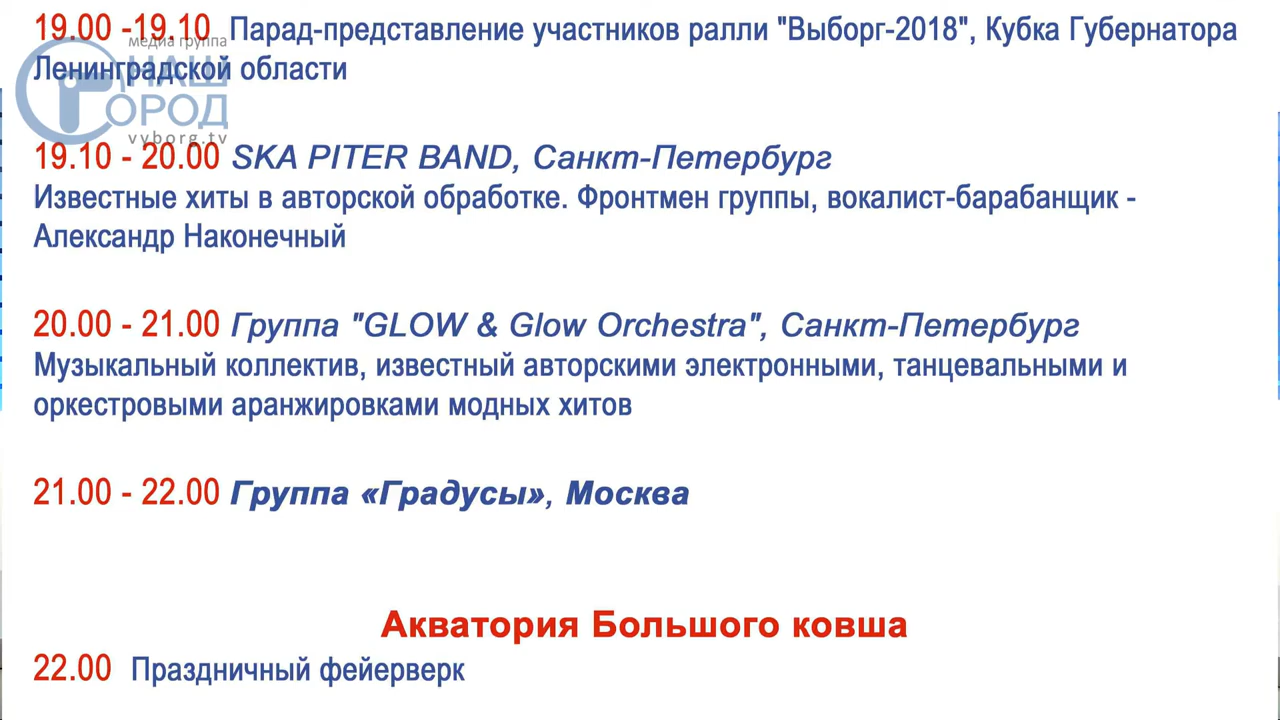 19.00 -19.10 Парад-представление участников ралли "Выборг-2018", Кубка Губернатора
медиа группа
Ленинградской области
НАШ
ГОРОД
vyborg.tv
19.10 - 20.00 SKA PITER BAND, Санкт-Петербург
Известные хиты в авторской обработке. Фронтмен группы, вокалист-барабанщик -
Александр Наконечный
20.00 - 21.00 Группа "GLOW & Glow Orchestra", Санкт-Петербург
Музыкальный коллектив, известный авторскими электронными, танцевальными и
оркестровыми аранжировками модных хитов
21.00 - 22.00 Группа «Градусы», Москва
Акватория Большого ковша
22.00 Праздничный фейерверк